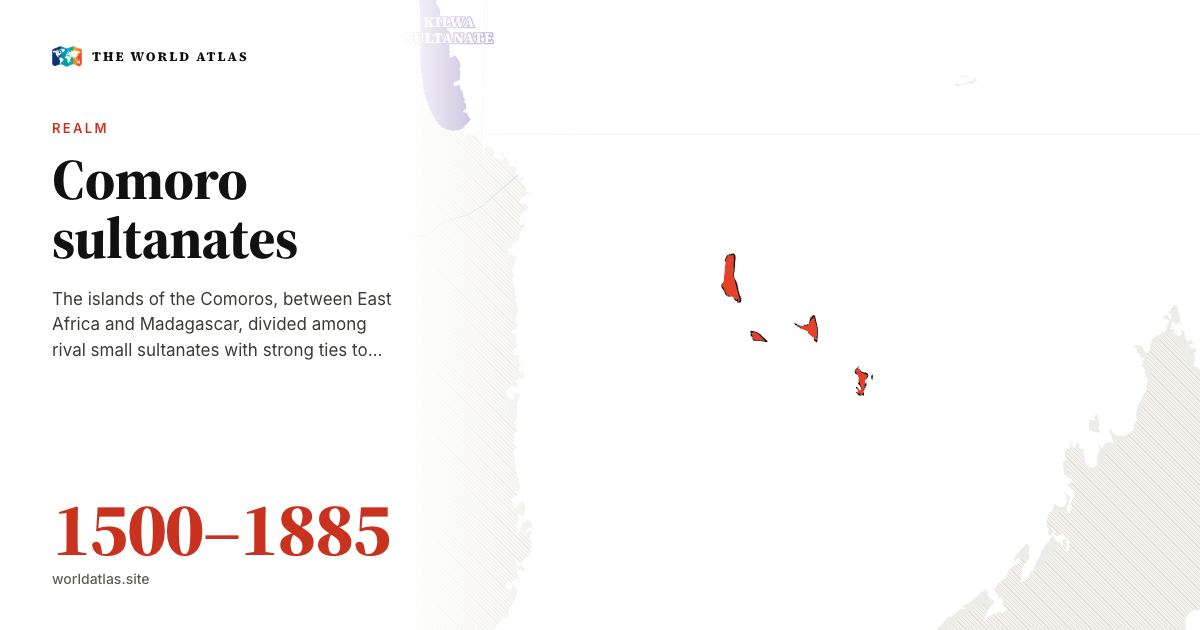 THE WORLD ATLAS
REALM
Comoro
sultanates
The islands of the Comoros, between East
Africa and Madagascar, divided among
rival small sultanates with strong ties to...
1500–1885
worldatlas.site
KILWA
SULTANATE